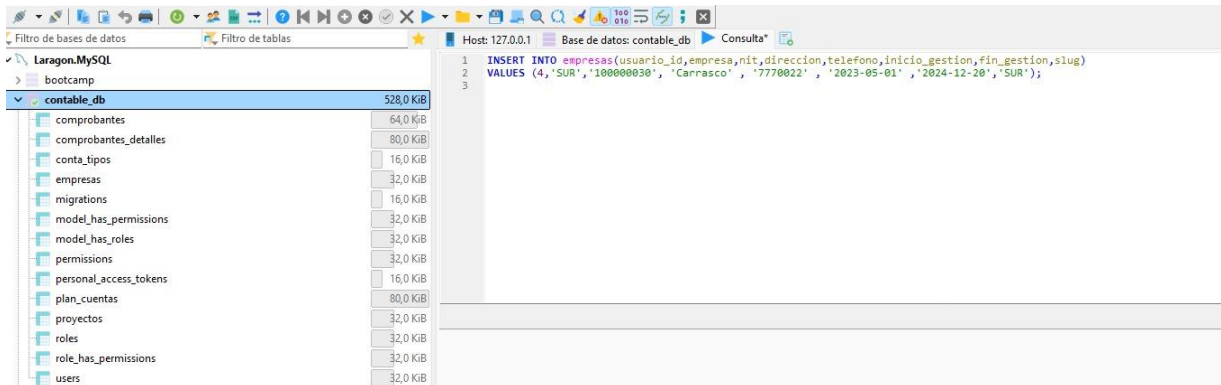 Filtro de bases de datos
Filtro de tablas
Host: 127.0.0.1
Base de datos: contable_db
Consulta*
Laragon.MySQL
bootcamp
contable_db 528,0 KiB
comprobantes 64,0 KiB
comprobantes_detalles 80,0 KiB
conta_tipos 16,0 KiB
empresas 32,0 KiB
migrations 16,0 KiB
model_has_permissions 32,0 KiB
model_has_roles 32,0 KiB
permissions 32,0 KiB
personal_access_tokens 16,0 KiB
plan_cuentas 80,0 KiB
proyectos 32,0 KiB
roles 32,0 KiB
role_has_permissions 32,0 KiB
users 32,0 KiB
1 INSERT INTO empresas(usuario_id,empresa,nit,direccion,telefono,inicio_gestion,fin_gestion,slug)
2 VALUES (4,'SUR','100000030', 'Carrasco' , '7770022' , '2023-05-01' ,'2024-12-20','SUR');
3